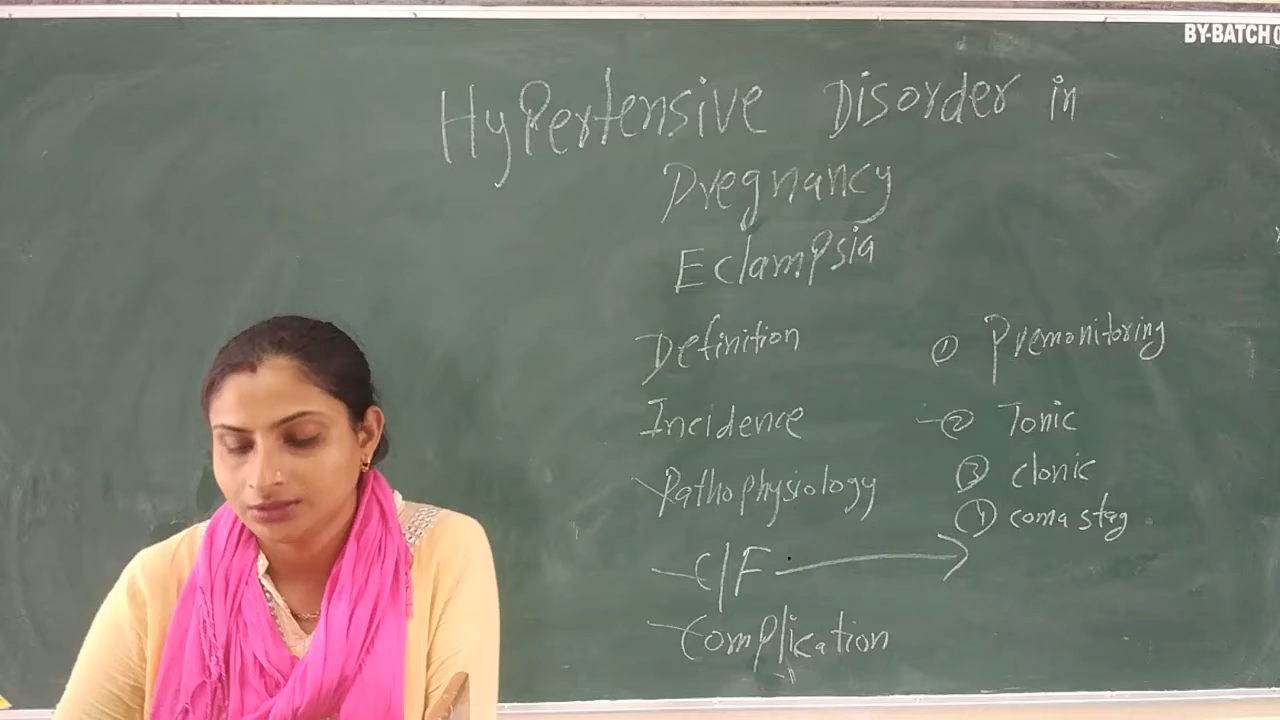 BY-BATCH
Hypertensive Disorder in
Pregnancy
Eclampsia
Definition
Incidence
Pathophysiology
C/F
Complication
① Premonitoring
② Tonic
③ clonic
④ coma stag